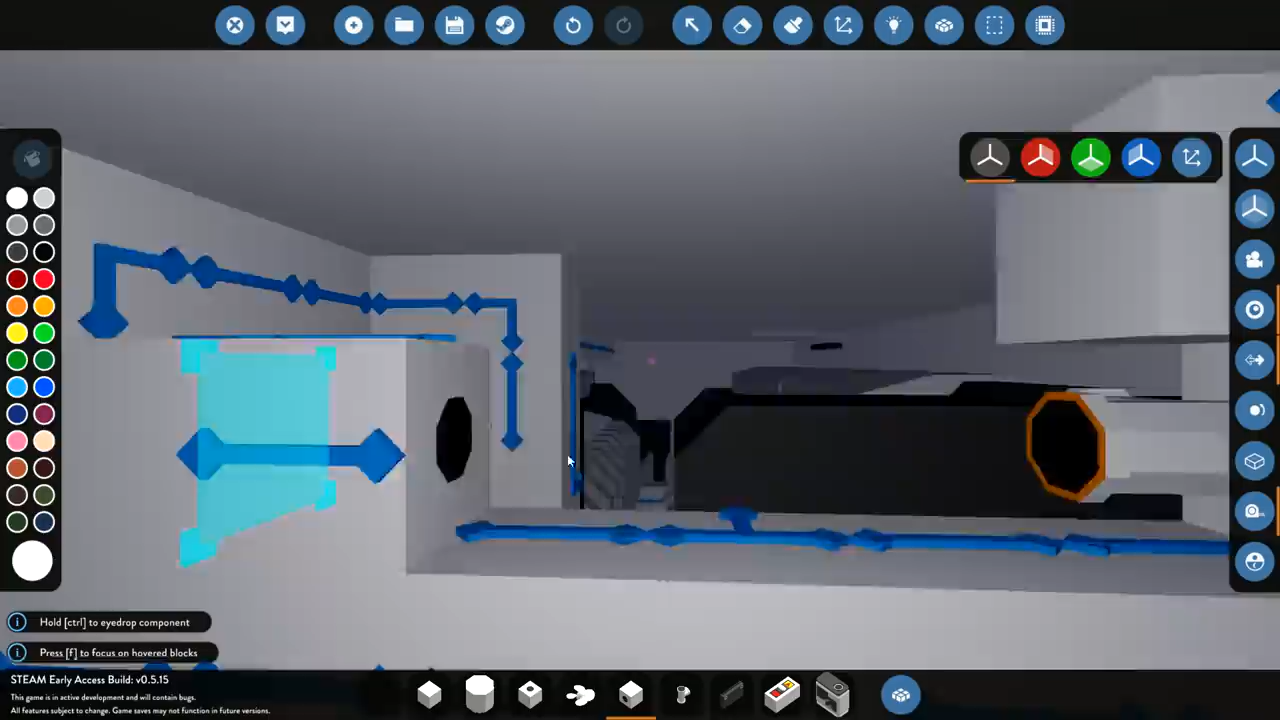 Hold [ctrl] to eyedrop component
Press [f] to focus on hovered blocks
STEAM Early Access Build: v0.5.15
This game is in active development and will contain bugs.
All features subject to change. Game saves may not function in future versions.